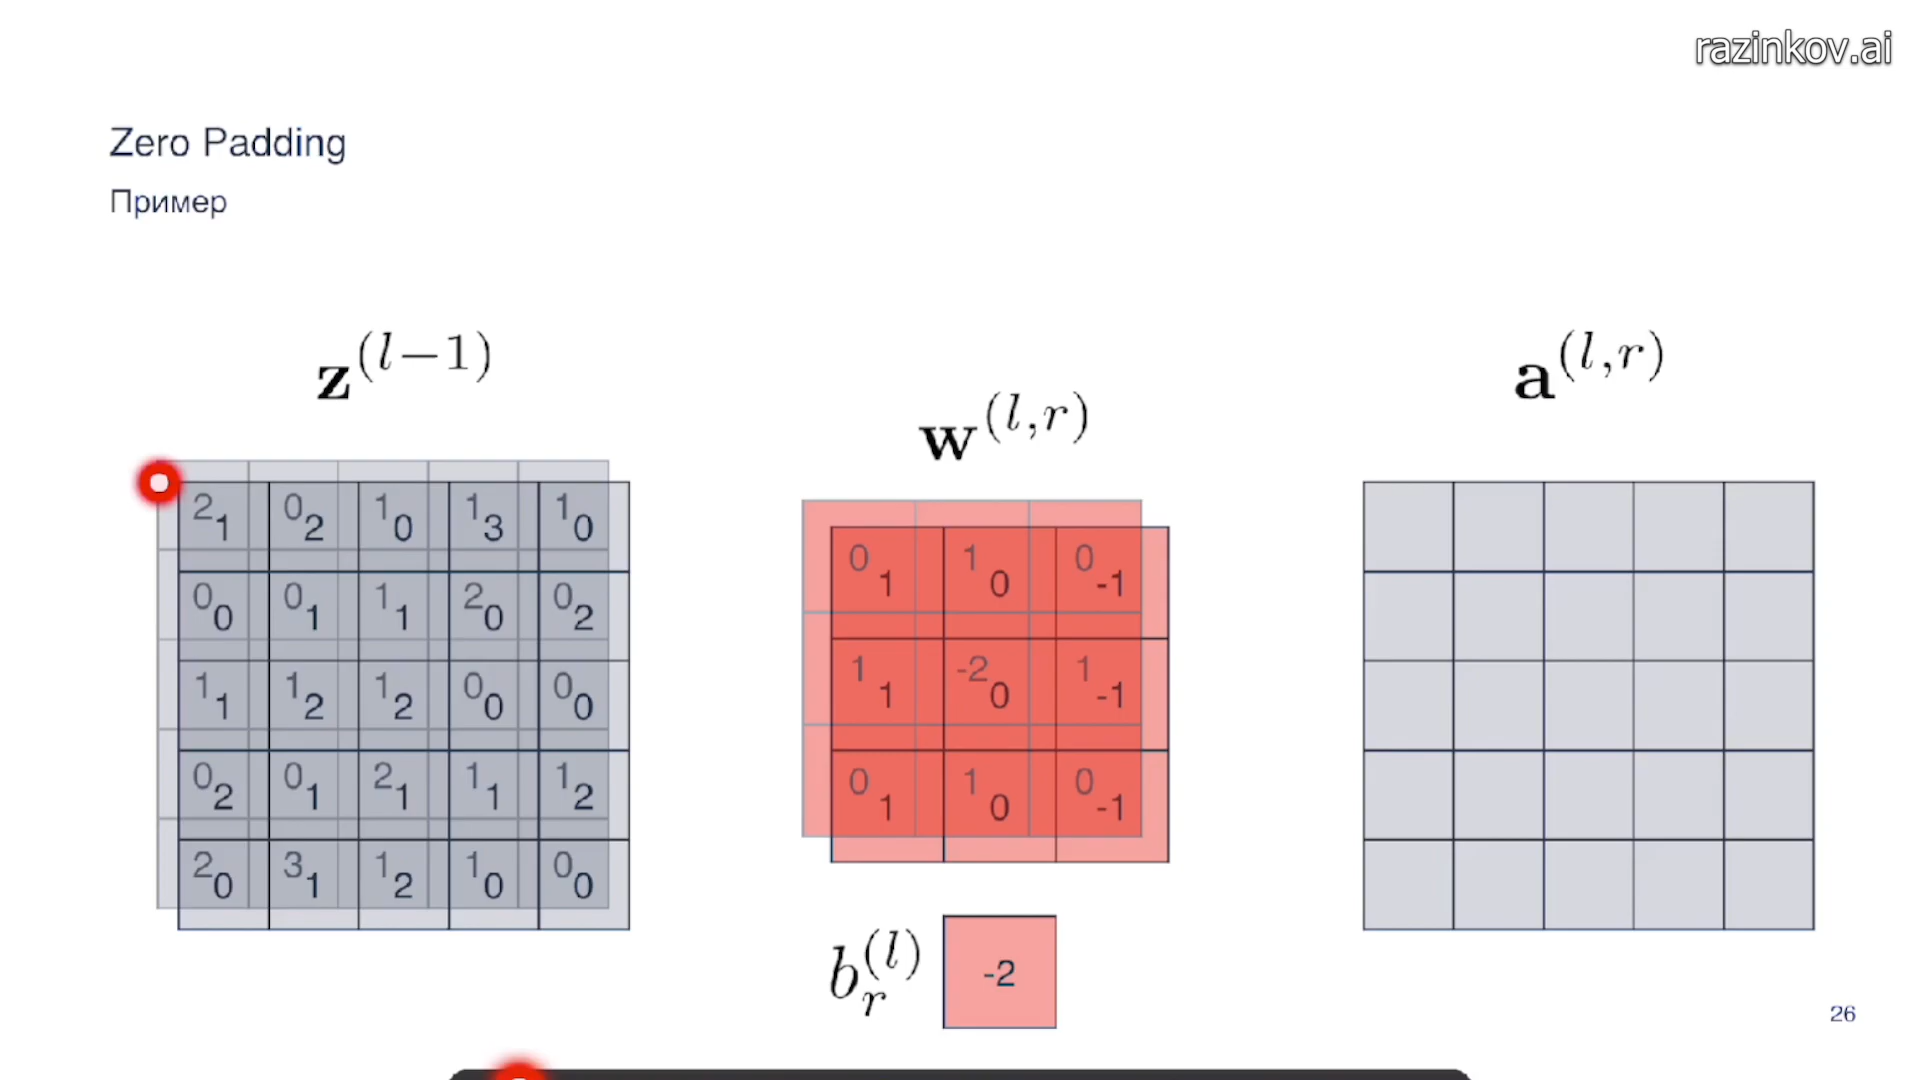 razinkov.ai
Zero Padding
Пример
z^(l−1)
w^(l,r)
a^(l,r)
2 1 0 2 1 0 1 3 1 0
0 0 0 1 1 1 2 0 0 2
1 1 1 2 1 2 0 0 0 0
0 2 0 1 2 1 1 1 1 2
2 0 3 1 1 2 1 0 0 0
0 1 1 0 0 -1
1 1 -2 0 1 -1
0 1 1 0 0 -1
b_r^(l)
-2
26